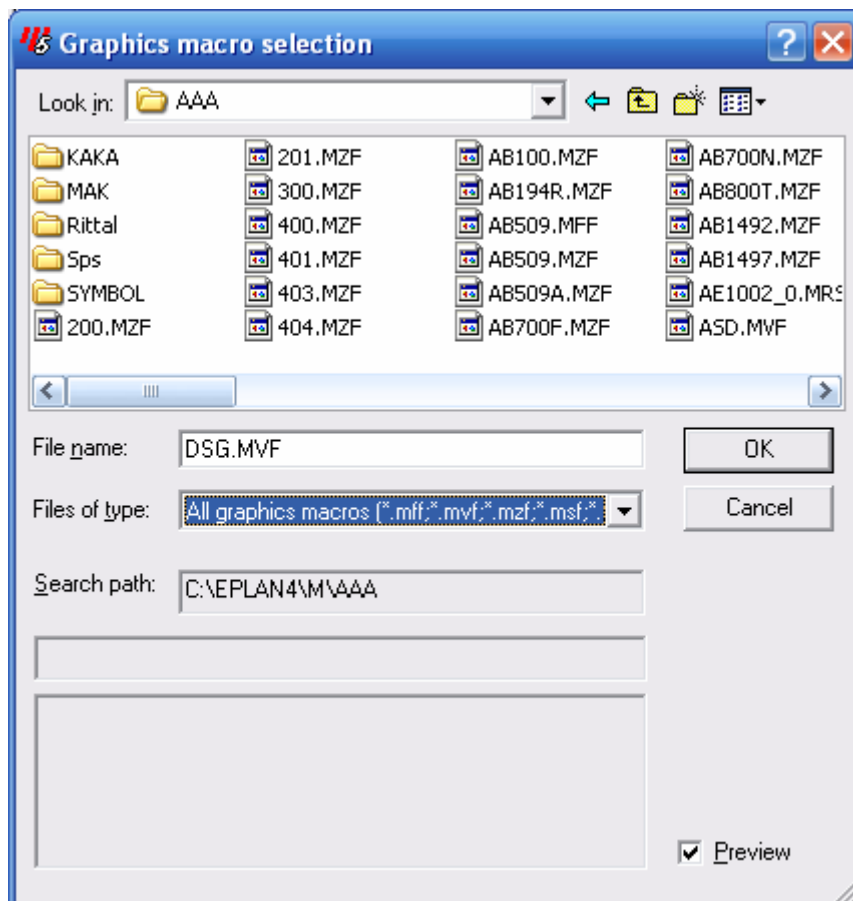 Graphics macro selection
Look in: AAA
KAKA 201.MZF AB100.MZF AB700N.MZF
MAK 300.MZF AB194R.MZF AB800T.MZF
Rittal 400.MZF AB509.MFF AB1492.MZF
Sps 401.MZF AB509.MZF AB1497.MZF
SYMBOL 403.MZF AB509A.MZF AE1002_0.MRS
200.MZF 404.MZF AB700F.MZF ASD.MVF
File name: DSG.MVF OK
Files of type: All graphics macros (*.mff;*.mvf;*.mzf;*.msf;*. Cancel
Search path: C:\EPLAN4\M\AAA
Preview